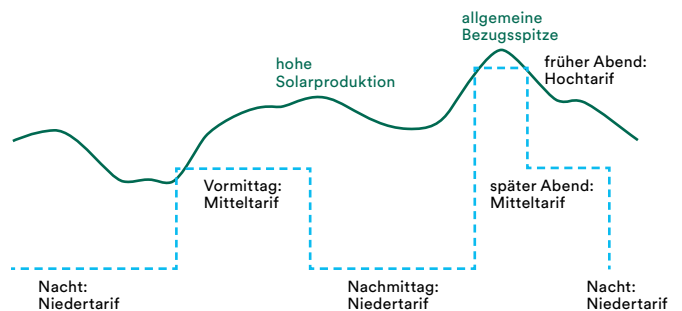 allgemeine
Bezugsspitze
hohe
Solarproduktion
früher Abend:
Hochtarif
Vormittag:
Mitteltarif
später Abend:
Mitteltarif
Nacht:
Niedertarif
Nachmittag:
Niedertarif
Nacht:
Niedertarif